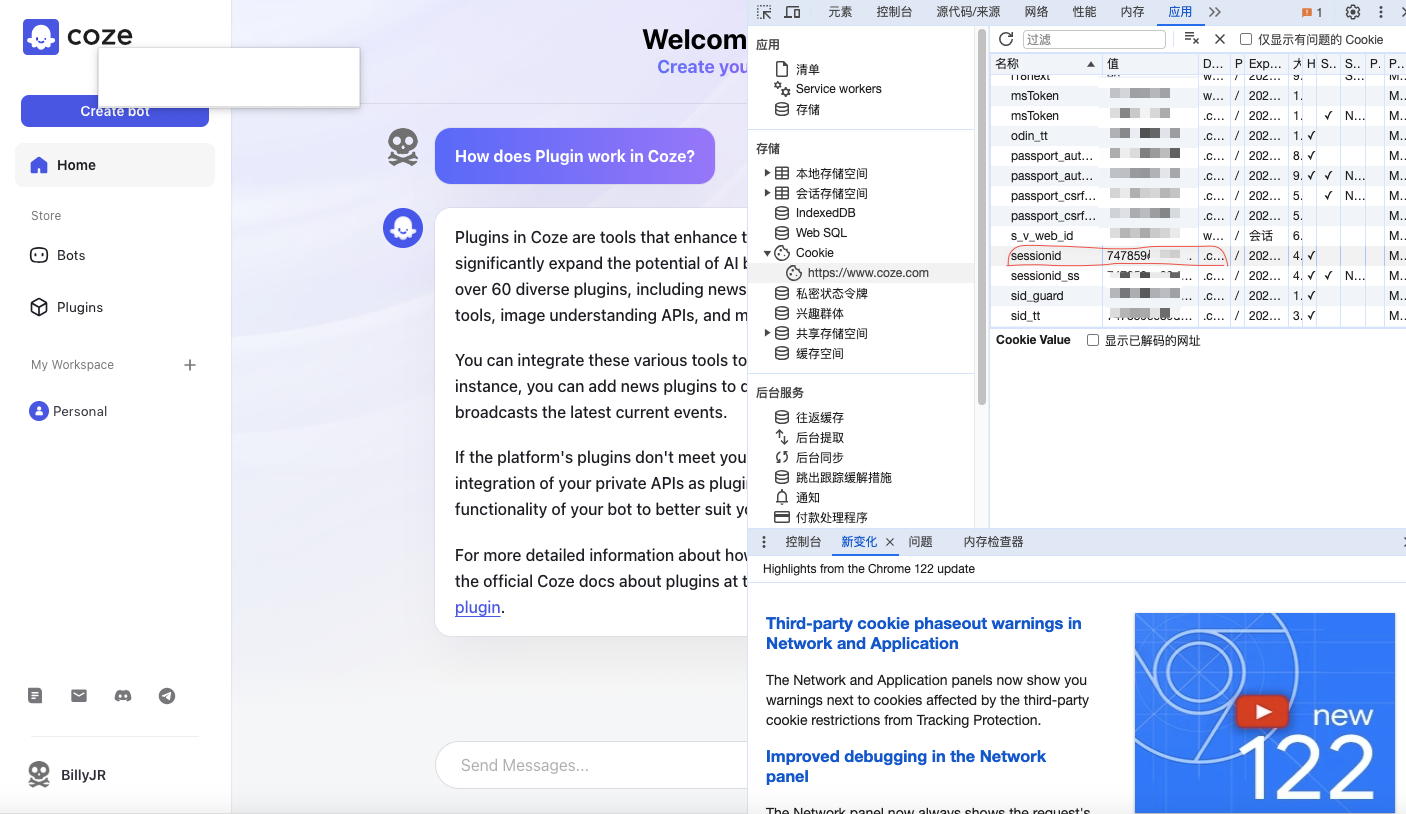 coze
Create bot
Home
Store
Bots
Plugins
My Workspace
Personal
BillyJR
Welcom
Create you
How does Plugin work in Coze?
Plugins in Coze are tools that enhance t
significantly expand the potential of AI b
over 60 diverse plugins, including news
tools, image understanding APIs, and m
You can integrate these various tools to
instance, you can add news plugins to c
broadcasts the latest current events.
If the platform's plugins don't meet you
integration of your private APIs as plugi
functionality of your bot to better suit yo
For more detailed information about how
the official Coze docs about plugins at t
plugin.
Send Messages...
元素 控制台 源代码/来源 网络 性能 内存 应用 1
应用
清单
Service workers
存储
存储
本地存储空间
会话存储空间
IndexedDB
Web SQL
Cookie
https://www.coze.com
私密状态令牌
兴趣群体
共享存储空间
缓存空间
后台服务
往返缓存
后台提取
后台同步
跳出跟踪缓解措施
通知
付款处理程序
过滤 仅显示有问题的 Cookie
名称 值 D... P Exp... H S.. S.. P. P...
msToken w... / 202... 1. M...
msToken .c... / 202... 1. ✓ N... M...
odin_tt .c... / 202... 1. ✓ M...
passport_aut... .c... / 202... 8. ✓ M...
passport_aut... .c... / 202... 9. ✓ ✓ N... M...
passport_csrf... .c... / 202... 5. ✓ N... M...
passport_csrf... .c... / 202... 5. M...
s_v_web_id w... / 会话 6. M...
sessionid 747859 ... .c... / 202... 4. ✓ M...
sessionid_ss .c... / 202... 4. ✓ ✓ N... M...
sid_guard ... .c... / 202... 1. ✓ M...
sid_tt .c... / 202... 3. ✓ M...
Cookie Value 显示已解码的网址
控制台 新变化 问题 内存检查器
Highlights from the Chrome 122 update
Third-party cookie phaseout warnings in
Network and Application
The Network and Application panels now show you
warnings next to cookies affected by the third-party
cookie restrictions from Tracking Protection.
Improved debugging in the Network
panel
The Network panel now always shows the request's
new
122